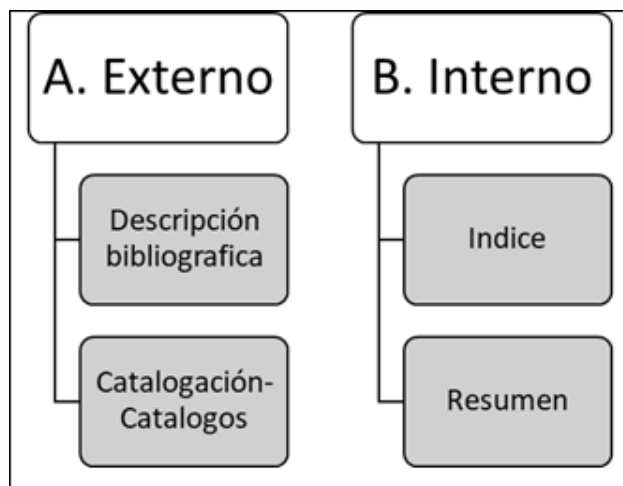 A. Externo
Descripción
bibliografica
Catalogación-
Catalogos
B. Interno
Indice
Resumen